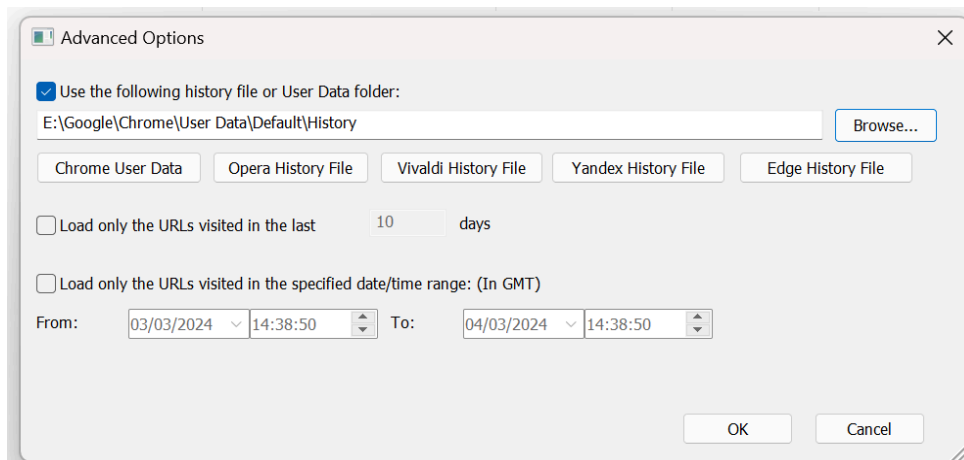 Advanced Options
Use the following history file or User Data folder:
E:\Google\Chrome\User Data\Default\History
Browse...
Chrome User Data Opera History File Vivaldi History File Yandex History File Edge History File
Load only the URLs visited in the last 10 days
Load only the URLs visited in the specified date/time range: (In GMT)
From: 03/03/2024 14:38:50 To: 04/03/2024 14:38:50
OK Cancel